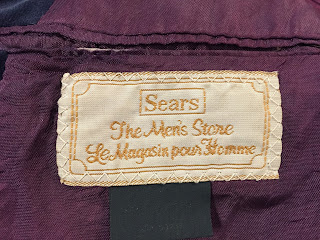 Sears
The Men's Store
Le Magasin pour Homme